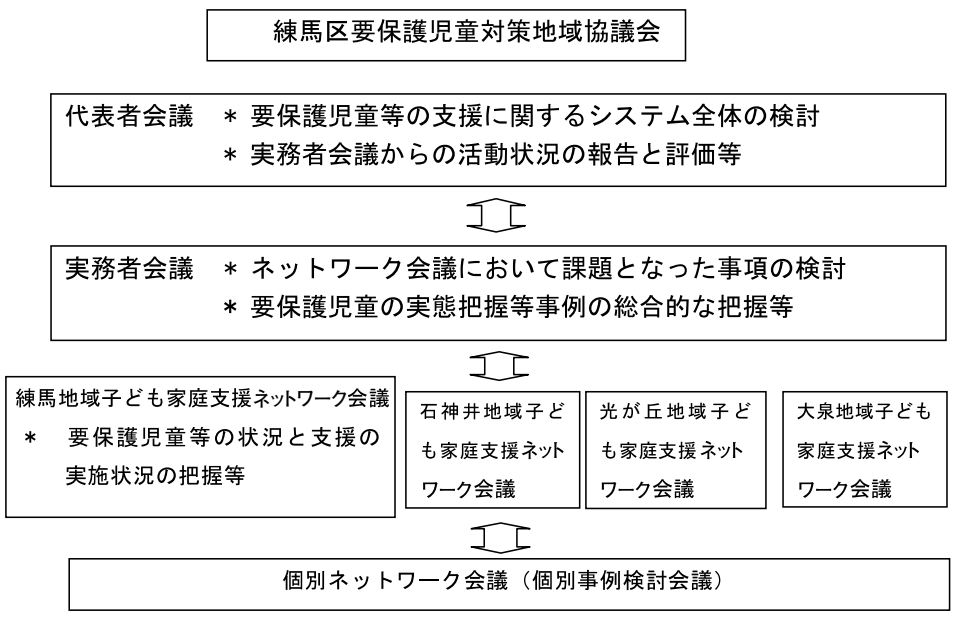 練馬区要保護児童対策地域協議会
代表者会議 ＊ 要保護児童等の支援に関するシステム全体の検討
＊ 実務者会議からの活動状況の報告と評価等
実務者会議 ＊ ネットワーク会議において課題となった事項の検討
＊ 要保護児童の実態把握等事例の総合的な把握等
練馬地域子ども家庭支援ネットワーク会議
＊ 要保護児童等の状況と支援の
実施状況の把握等
石神井地域子ど
も家庭支援ネット
ワーク会議
光が丘地域子ど
も家庭支援ネット
ワーク会議
大泉地域子ども
家庭支援ネット
ワーク会議
個別ネットワーク会議（個別事例検討会議）